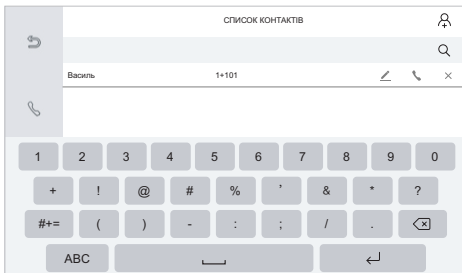 СПИСОК КОНТАКТІВ
Василь 1+101
1 2 3 4 5 6 7 8 9 0
+ ! @ # % ' & * ?
#+= ( ) - : ; / .
ABC